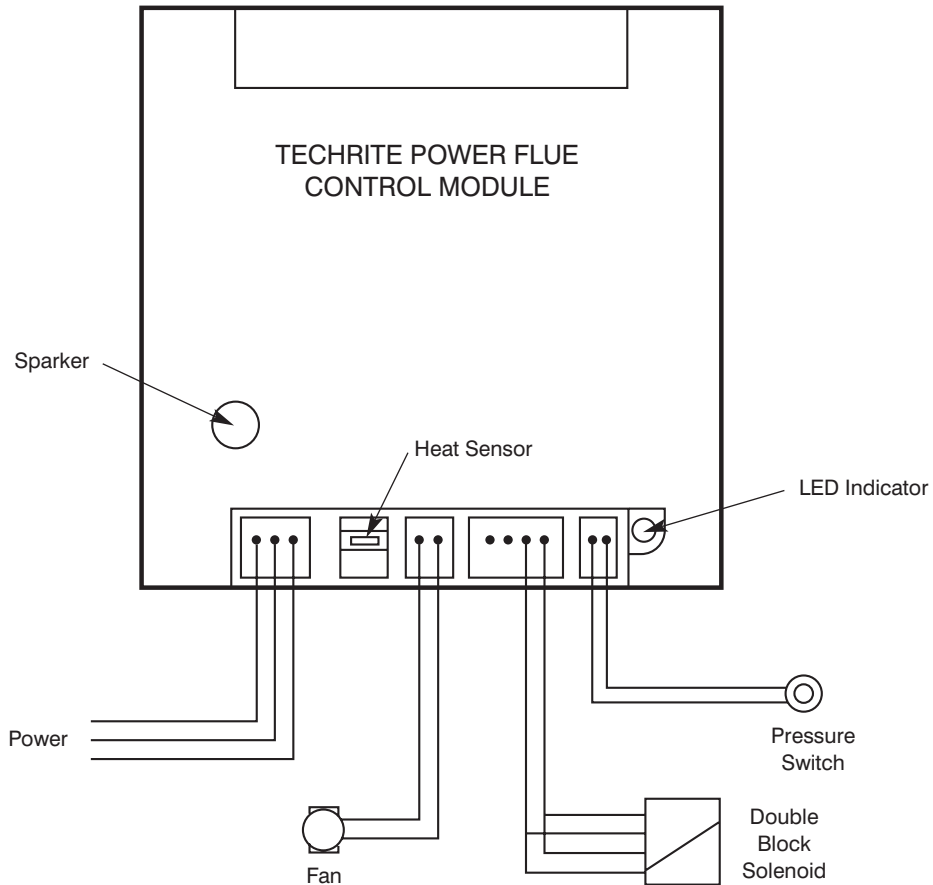 TECHRITE POWER FLUE
CONTROL MODULE
Sparker
Heat Sensor
LED Indicator
Power
Pressure
Switch
Fan
Double
Block
Solenoid